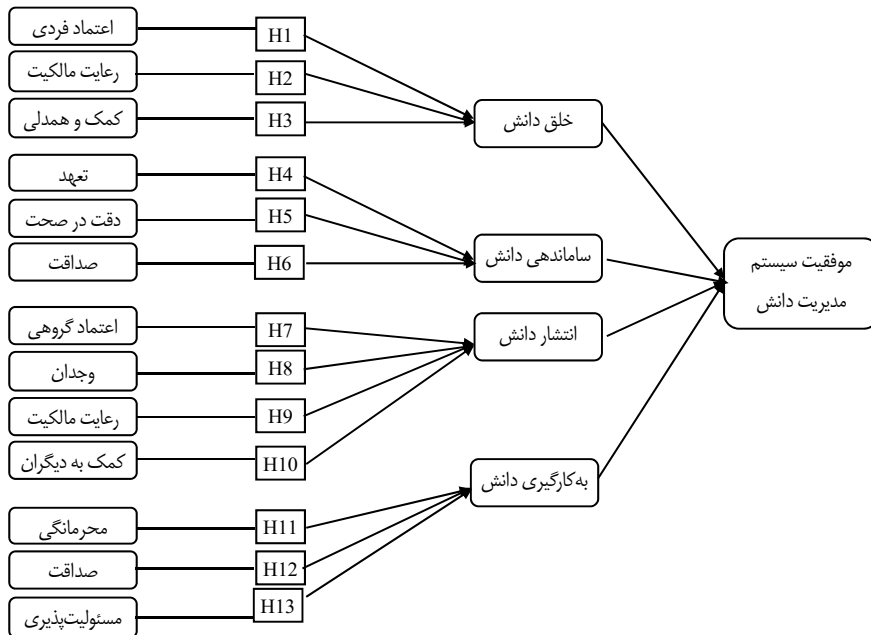 اعتماد فردی
H1
رعایت مالکیت
H2
کمک و همدلی
H3
خلق دانش
تعهد
H4
دقت در صحت
H5
صداقت
H6
ساماندهی دانش
موفقیت سیستم
مدیریت دانش
اعتماد گروهی
H7
انتشار دانش
وجدان
H8
رعایت مالکیت
H9
کمک به دیگران
H10
به‌کارگیری دانش
محرمانگی
H11
صداقت
H12
مسئولیت‌پذیری
H13